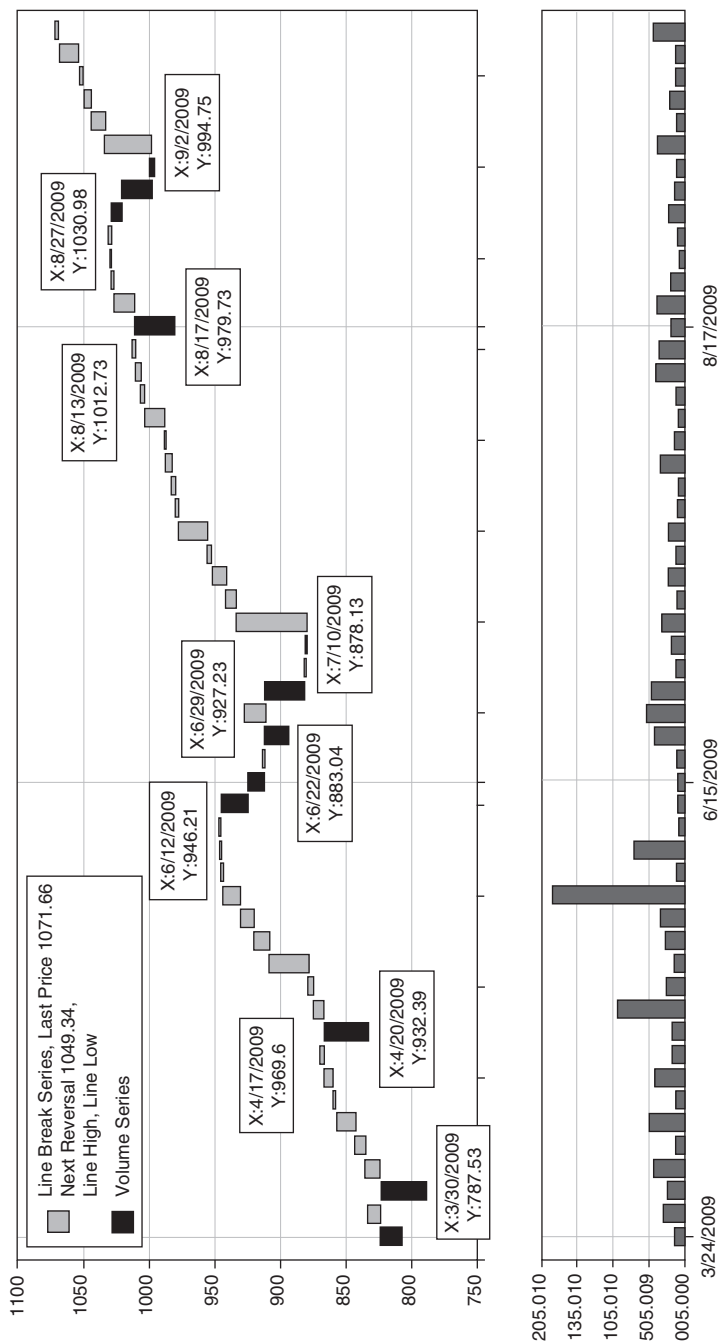 Line Break Series, Last Price 1071.66
Next Reversal 1049.34,
Line High, Line Low
Volume Series
1100
1050
1000
950
900
850
800
750
X:3/30/2009
Y:787.53
X:4/17/2009
Y:969.6
X:4/20/2009
Y:932.39
X:6/12/2009
Y:946.21
X:6/22/2009
Y:883.04
X:6/29/2009
Y:927.23
X:7/10/2009
Y:878.13
X:8/13/2009
Y:1012.73
X:8/17/2009
Y:979.73
X:8/27/2009
Y:1030.98
X:9/2/2009
Y:994.75
205.010
135.010
105.010
505.009
005.000
3/24/2009
6/15/2009
8/17/2009